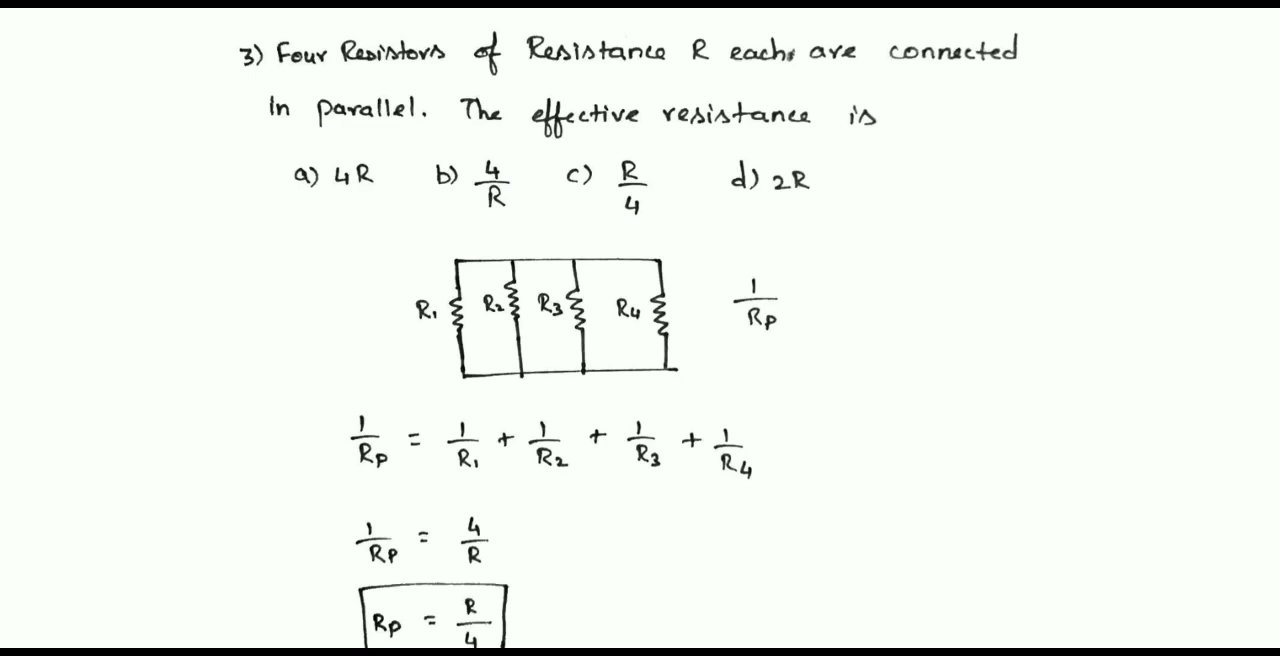 3) Four Resistors of Resistance R each are connected
in parallel. The effective resistance is
a) 4R b) 4/R c) R/4 d) 2R
R₁ R₂ R₃ R₄ 1/Rp
1/Rp = 1/R₁ + 1/R₂ + 1/R₃ + 1/R₄
1/Rp = 4/R
Rp = R/4